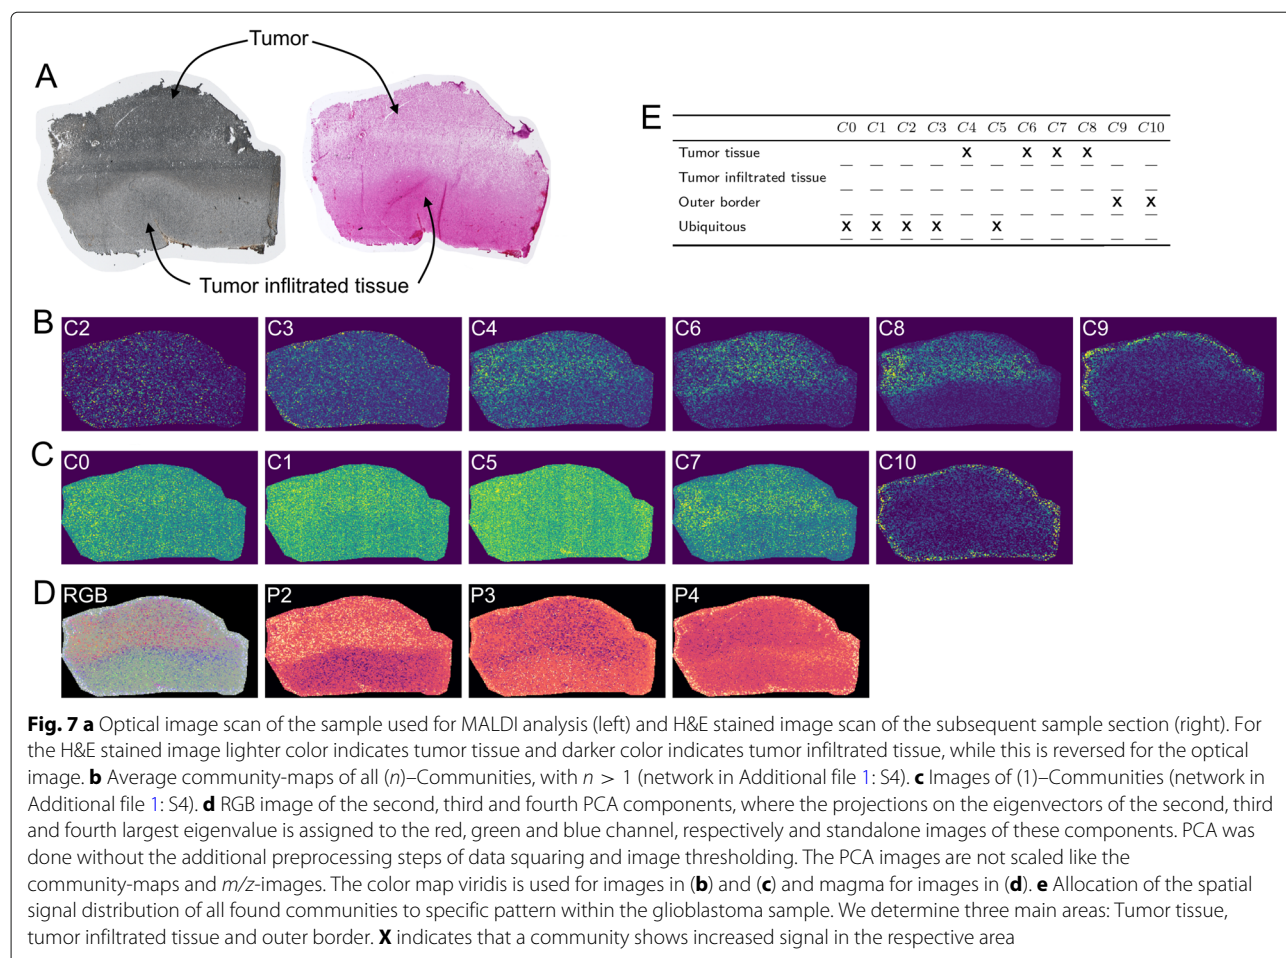 Tumor
A
Tumor inflitrated tissue
E
C0 C1 C2 C3 C4 C5 C6 C7 C8 C9 C10
Tumor tissue X X X X
Tumor infiltrated tissue
Outer border X X
Ubiquitous X X X X X
B
C2 C3 C4 C6 C8 C9
C
C0 C1 C5 C7 C10
D
RGB P2 P3 P4
Fig. 7 a Optical image scan of the sample used for MALDI analysis (left) and H&E stained image scan of the subsequent sample section (right). For
the H&E stained image lighter color indicates tumor tissue and darker color indicates tumor infiltrated tissue, while this is reversed for the optical
image. b Average community-maps of all (n)–Communities, with n > 1 (network in Additional file 1: S4). c Images of (1)–Communities (network in
Additional file 1: S4). d RGB image of the second, third and fourth PCA components, where the projections on the eigenvectors of the second, third
and fourth largest eigenvalue is assigned to the red, green and blue channel, respectively and standalone images of these components. PCA was
done without the additional preprocessing steps of data squaring and image thresholding. The PCA images are not scaled like the
community-maps and m/z-images. The color map viridis is used for images in (b) and (c) and magma for images in (d). e Allocation of the spatial
signal distribution of all found communities to specific pattern within the glioblastoma sample. We determine three main areas: Tumor tissue,
tumor infiltrated tissue and outer border. X indicates that a community shows increased signal in the respective area